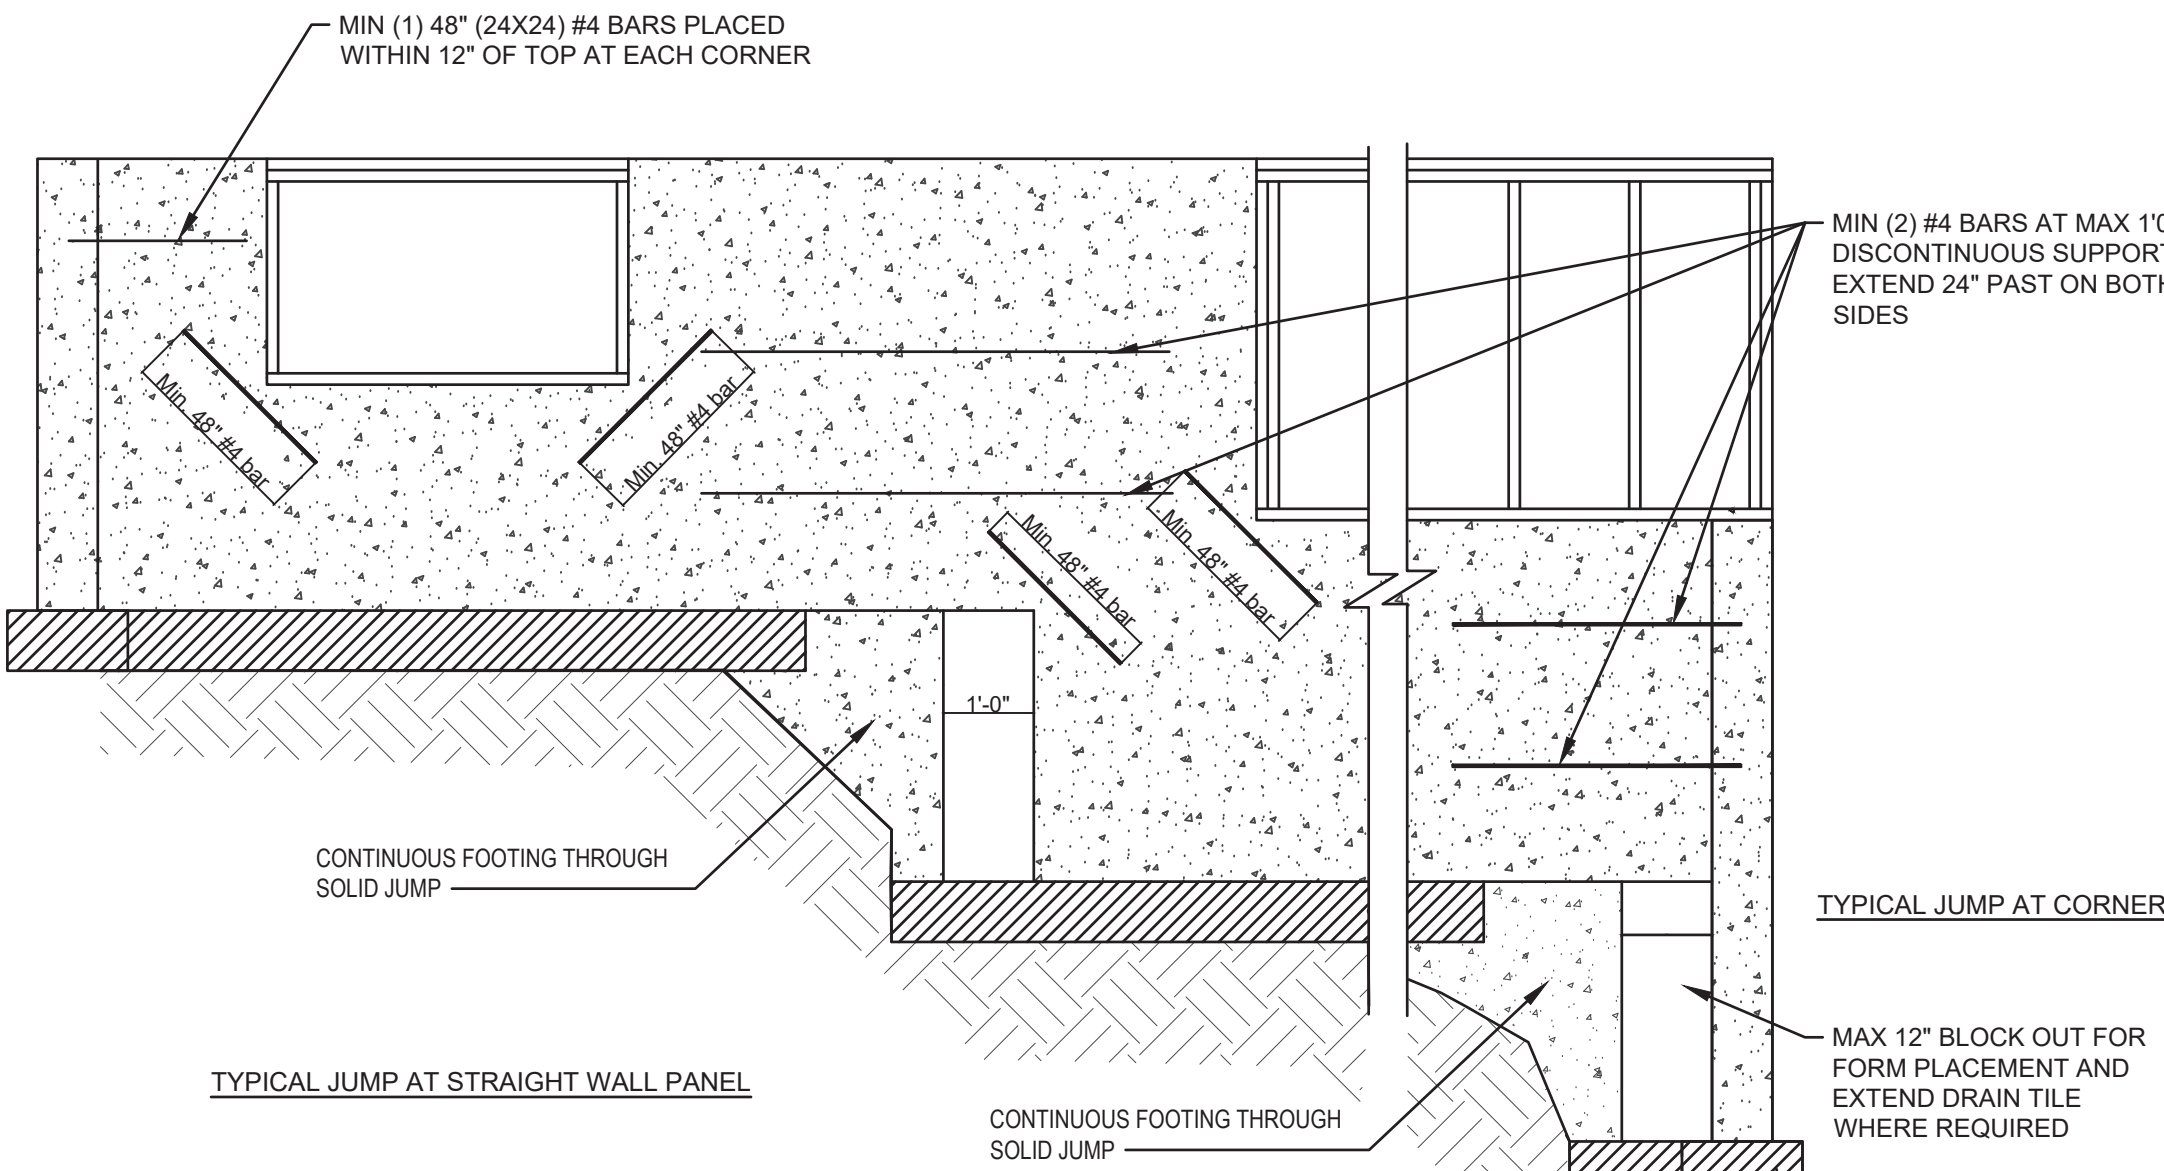 MIN (1) 48" (24X24) #4 BARS PLACED
WITHIN 12" OF TOP AT EACH CORNER
MIN (2) #4 BARS AT MAX 1'
DISCONTINUOUS SUPPORT
EXTEND 24" PAST ON BOTH
SIDES
Min. 48" #4 bar
Min. 48" #4 bar
Min. 48" #4 bar
Min. 48" #4 bar
1'-0"
CONTINUOUS FOOTING THROUGH
SOLID JUMP
TYPICAL JUMP AT CORNER
TYPICAL JUMP AT STRAIGHT WALL PANEL
MAX 12" BLOCK OUT FOR
FORM PLACEMENT AND
EXTEND DRAIN TILE
WHERE REQUIRED
CONTINUOUS FOOTING THROUGH
SOLID JUMP